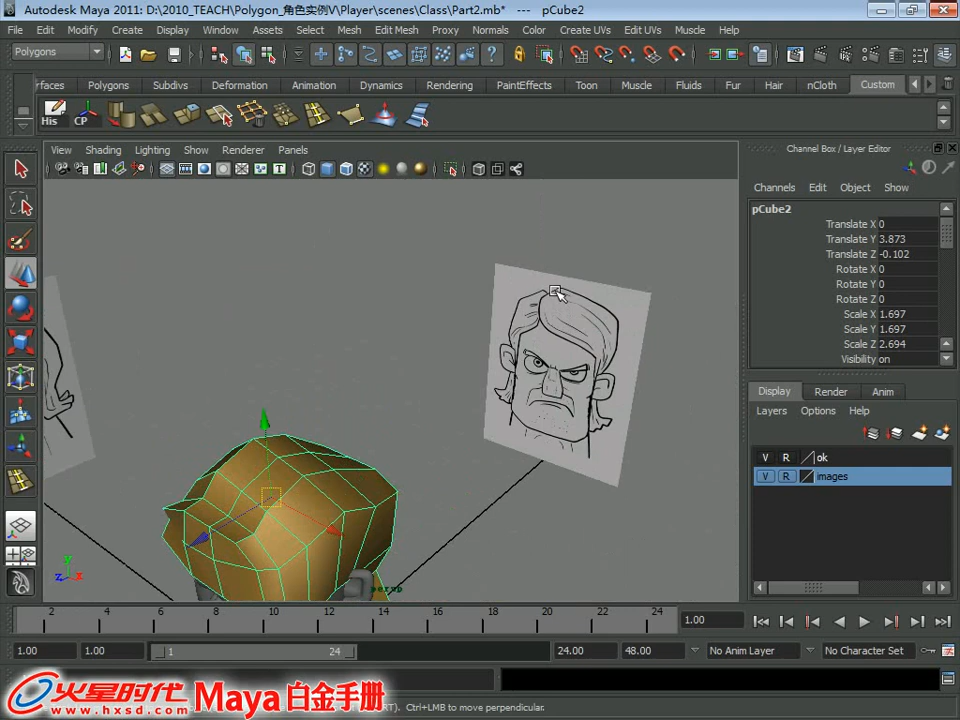 Autodesk Maya 2011: D:\2010_TEACH\Polygon_角色实例V\Player\scenes\Class\Part2.mb* --- pCube2
File Edit Modify Create Display Window Assets Select Mesh Edit Mesh Proxy Normals Color Create UVs Edit UVs Muscle Help
Polygons
rfaces Polygons Subdivs Deformation Animation Dynamics Rendering PaintEffects Toon Muscle Fluids Fur Hair nCloth Custom
His CP
View Shading Lighting Show Renderer Panels
Channel Box / Layer Editor
Channels Edit Object Show
pCube2
Translate X 0
Translate Y 3.873
Translate Z -0.102
Rotate X 0
Rotate Y 0
Rotate Z 0
Scale X 1.697
Scale Y 1.697
Scale Z 2.694
Visibility on
Display Render Anim
Layers Options Help
V R ok
V R images
y
z x
persp
2 4 6 8 10 12 14 16 18 20 22 24
1.00
1.00 1.00 1 24 24.00 48.00 No Anim Layer No Character Set
火星时代 Maya 白金手册
www.hxsd.com
Ctrl+LMB to move perpendicular.